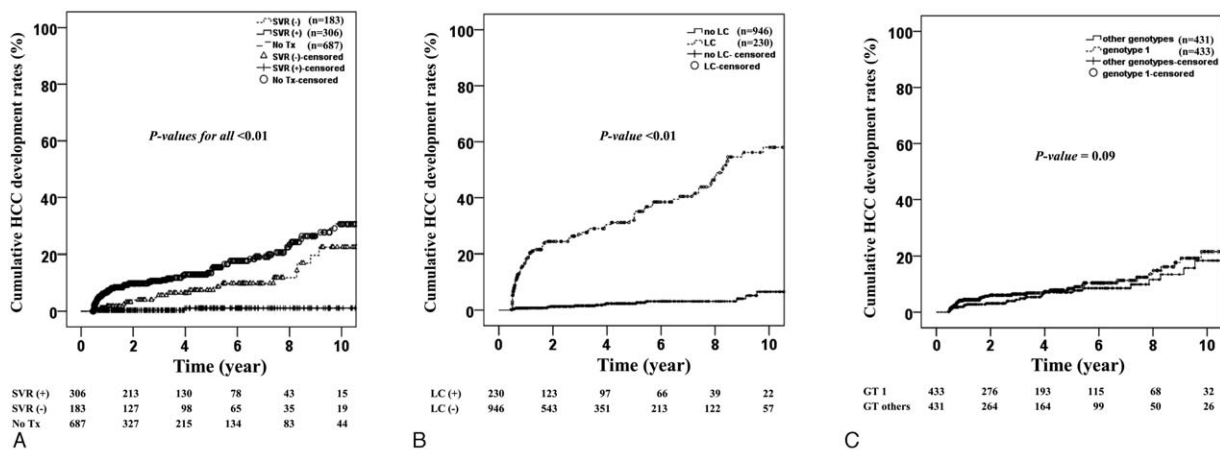 SVR (-) (n=183)
SVR (+) (n=306)
No Tx (n=687)
SVR (-)-censored
SVR (+)-censored
No Tx-censored
P-values for all <0.01
Cumulative HCC development rates (%)
100
80
60
40
20
0
0 2 4 6 8 10
Time (year)
SVR (+) 306 213 130 78 43 15
SVR (-) 183 127 98 65 35 19
No Tx 687 327 215 134 83 44
A
no LC (n=946)
LC (n=230)
no LC- censored
LC-censored
P-value <0.01
Cumulative HCC development rates (%)
100
80
60
40
20
0
0 2 4 6 8 10
Time (year)
LC (+) 230 123 97 66 39 22
LC (-) 946 543 351 213 122 57
B
other genotypes (n=431)
genotype 1 (n=433)
other genotypes-censored
genotype 1-censored
P-value = 0.09
Cumulative HCC development rates (%)
100
80
60
40
20
0
0 2 4 6 8 10
Time (year)
GT 1 433 276 193 115 68 32
GT others 431 264 164 99 50 26
C